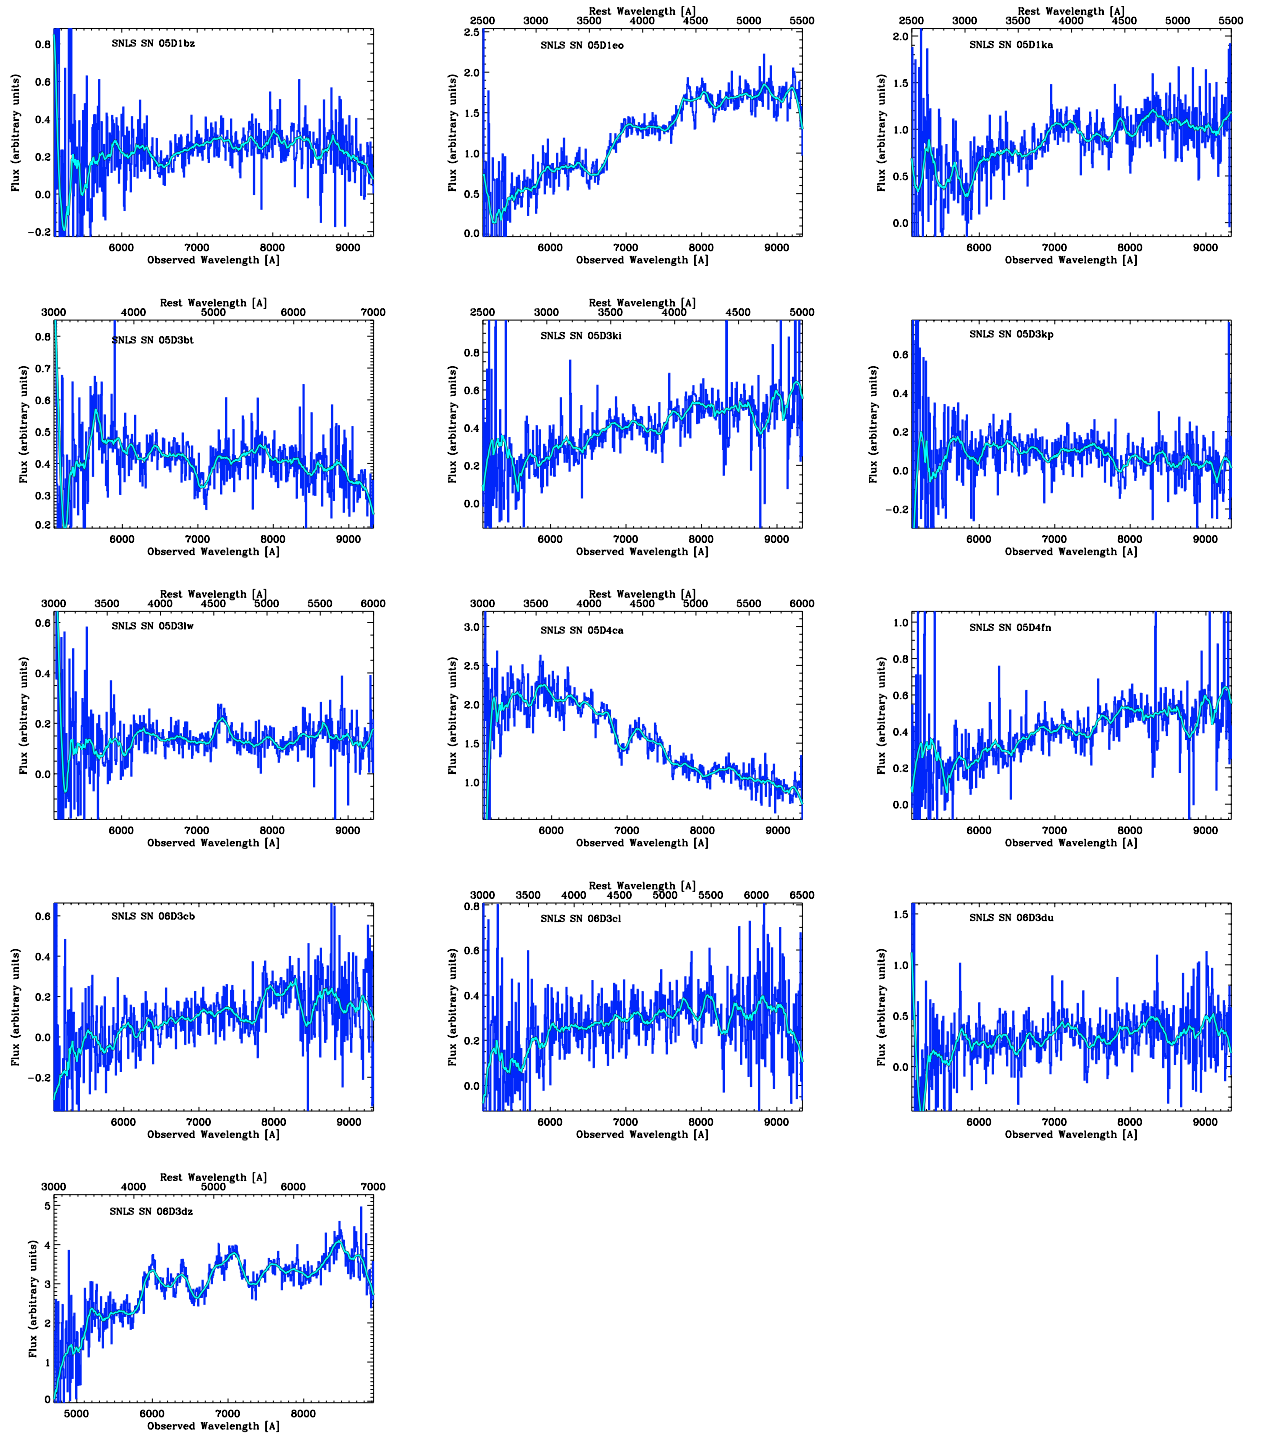 Rest Wavelength [A]
2500 3000 3500 4000 4500 5000 5500
Rest Wavelength [A]
2500 3000 3500 4000 4500 5000 5500
SNLS SN 05D1bz
SNLS SN 05D1eo
SNLS SN 05D1ka
Flux (arbitrary units)
0.8
0.6
0.4
0.2
0.0
-0.2
Flux (arbitrary units)
2.5
2.0
1.5
1.0
0.5
0.0
Flux (arbitrary units)
2.0
1.5
1.0
0.5
0.0
6000 7000 8000 9000
Observed Wavelength [A]
6000 7000 8000 9000
Observed Wavelength [A]
6000 7000 8000 9000
Observed Wavelength [A]
Rest Wavelength [A]
3000 4000 5000 6000 7000
Rest Wavelength [A]
2500 3000 3500 4000 4500 5000
SNLS SN 05D3bt
SNLS SN 05D3ki
SNLS SN 05D3kp
Flux (arbitrary units)
0.8
0.7
0.6
0.5
0.4
0.3
0.2
Flux (arbitrary units)
0.8
0.6
0.4
0.2
0.0
Flux (arbitrary units)
0.6
0.4
0.2
0.0
-0.2
6000 7000 8000 9000
Observed Wavelength [A]
6000 7000 8000 9000
Observed Wavelength [A]
6000 7000 8000 9000
Observed Wavelength [A]
Rest Wavelength [A]
3000 3500 4000 4500 5000 5500 6000
Rest Wavelength [A]
3000 3500 4000 4500 5000 5500 6000
SNLS SN 05D3lw
SNLS SN 05D4ca
SNLS SN 05D4fn
Flux (arbitrary units)
0.6
0.4
0.2
0.0
Flux (arbitrary units)
3.0
2.5
2.0
1.5
1.0
Flux (arbitrary units)
1.0
0.8
0.6
0.4
0.2
0.0
6000 7000 8000 9000
Observed Wavelength [A]
6000 7000 8000 9000
Observed Wavelength [A]
6000 7000 8000 9000
Observed Wavelength [A]
Rest Wavelength [A]
3000 3500 4000 4500 5000 5500 6000 6500
SNLS SN 06D3cb
SNLS SN 06D3cl
SNLS SN 06D3du
Flux (arbitrary units)
0.6
0.4
0.2
0.0
-0.2
Flux (arbitrary units)
0.8
0.6
0.4
0.2
0.0
Flux (arbitrary units)
1.5
1.0
0.5
0.0
6000 7000 8000 9000
Observed Wavelength [A]
6000 7000 8000 9000
Observed Wavelength [A]
6000 7000 8000 9000
Observed Wavelength [A]
Rest Wavelength [A]
3000 4000 5000 6000 7000
SNLS SN 06D3dz
Flux (arbitrary units)
5
4
3
2
1
0
5000 6000 7000 8000
Observed Wavelength [A]